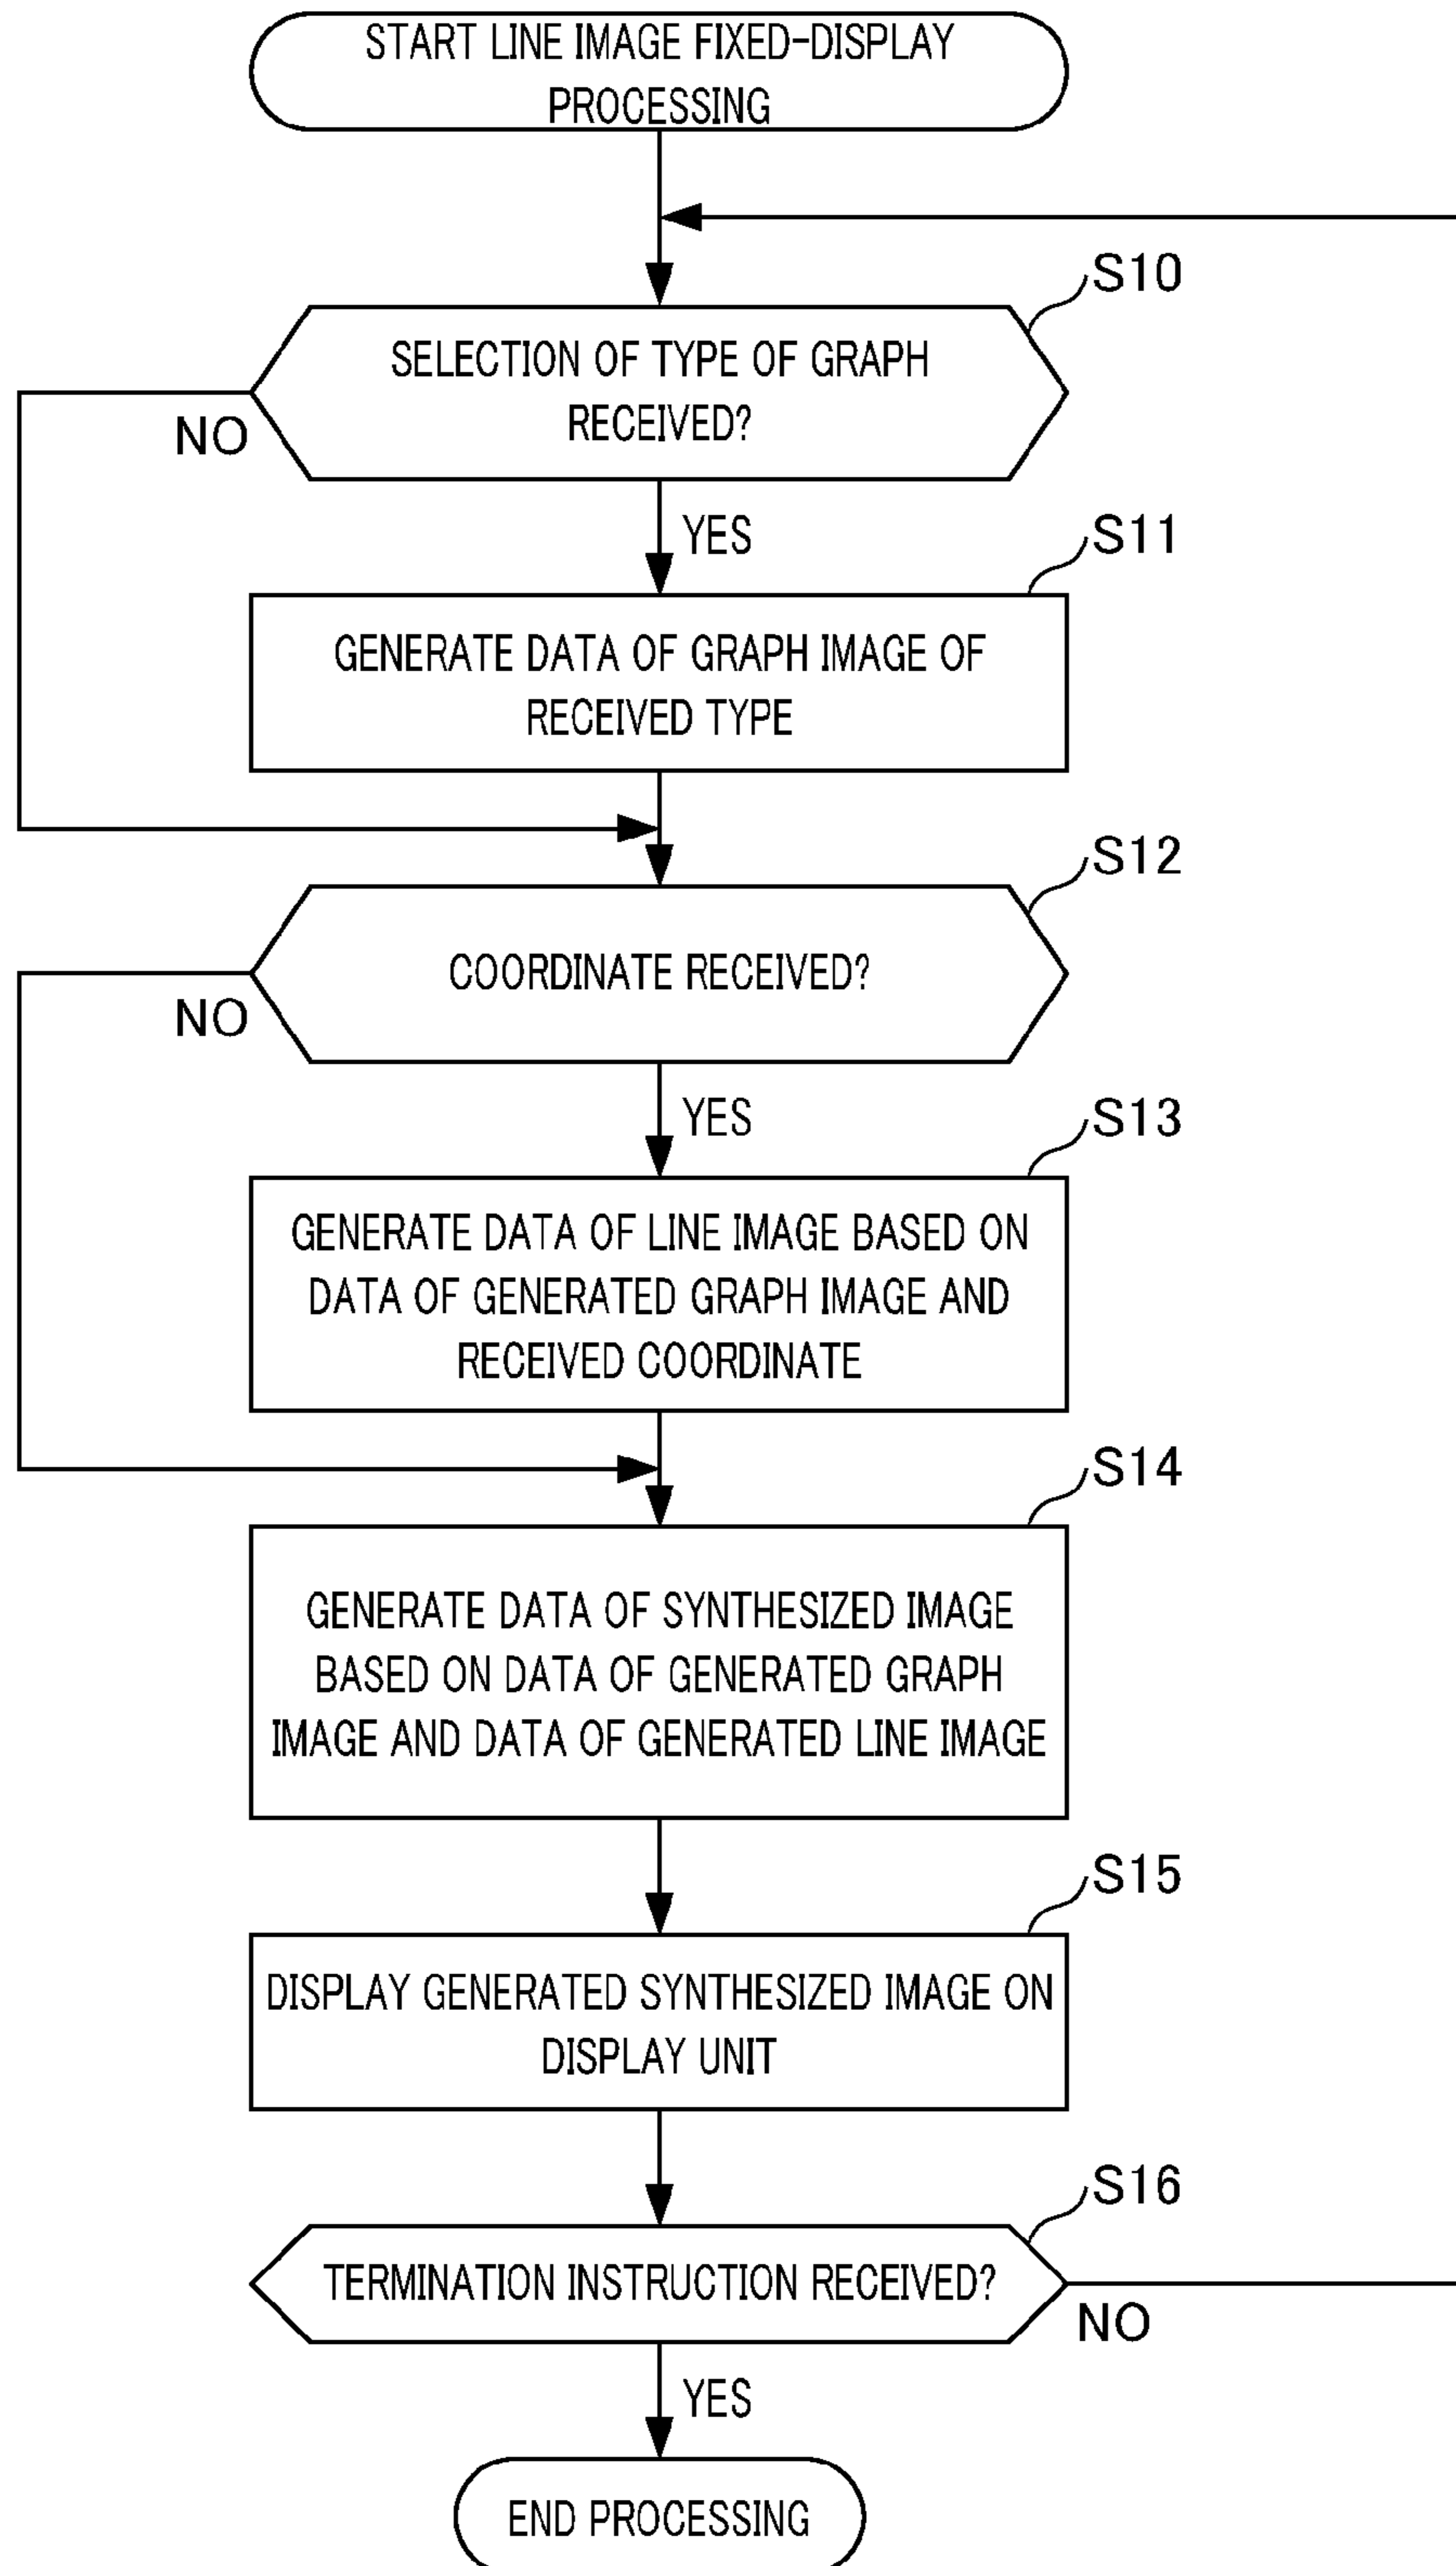 START LINE IMAGE FIXED-DISPLAY
PROCESSING
S10
SELECTION OF TYPE OF GRAPH
RECEIVED?
NO
YES
S11
GENERATE DATA OF GRAPH IMAGE OF
RECEIVED TYPE
S12
COORDINATE RECEIVED?
NO
YES
S13
GENERATE DATA OF LINE IMAGE BASED ON
DATA OF GENERATED GRAPH IMAGE AND
RECEIVED COORDINATE
S14
GENERATE DATA OF SYNTHESIZED IMAGE
BASED ON DATA OF GENERATED GRAPH
IMAGE AND DATA OF GENERATED LINE IMAGE
S15
DISPLAY GENERATED SYNTHESIZED IMAGE ON
DISPLAY UNIT
S16
TERMINATION INSTRUCTION RECEIVED?
NO
YES
END PROCESSING